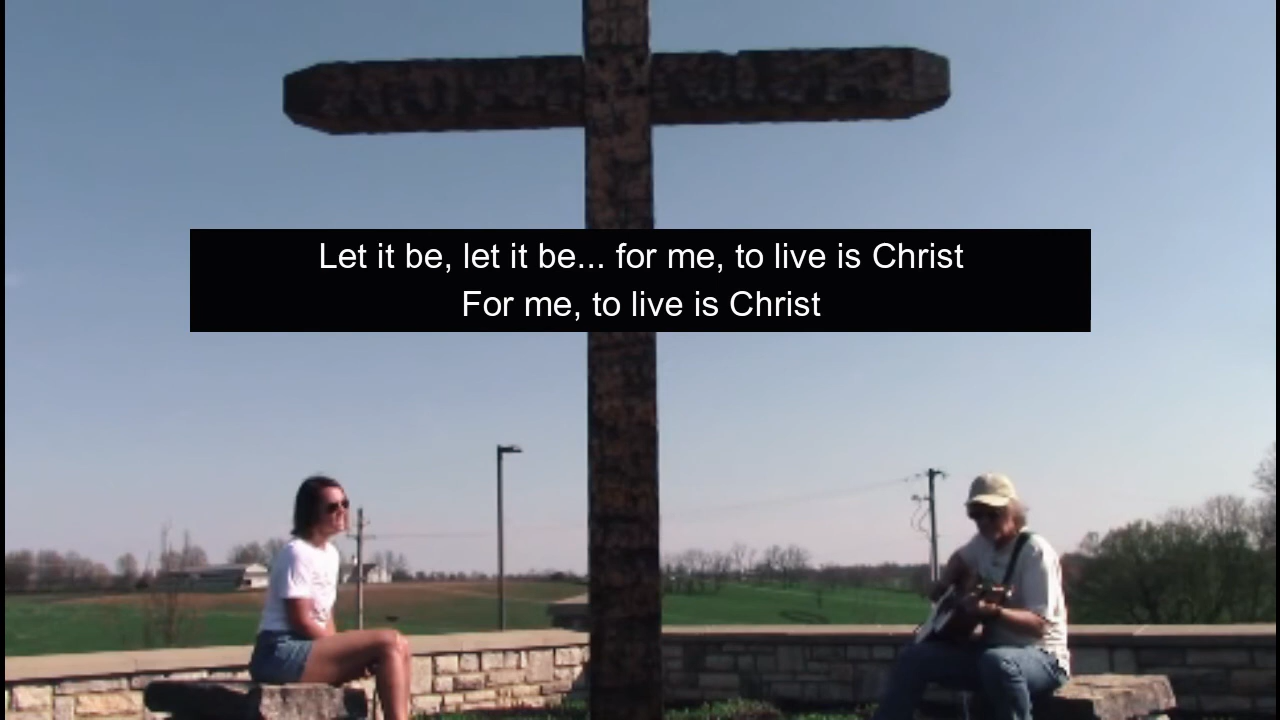 Let it be, let it be... for me, to live is Christ
For me, to live is Christ